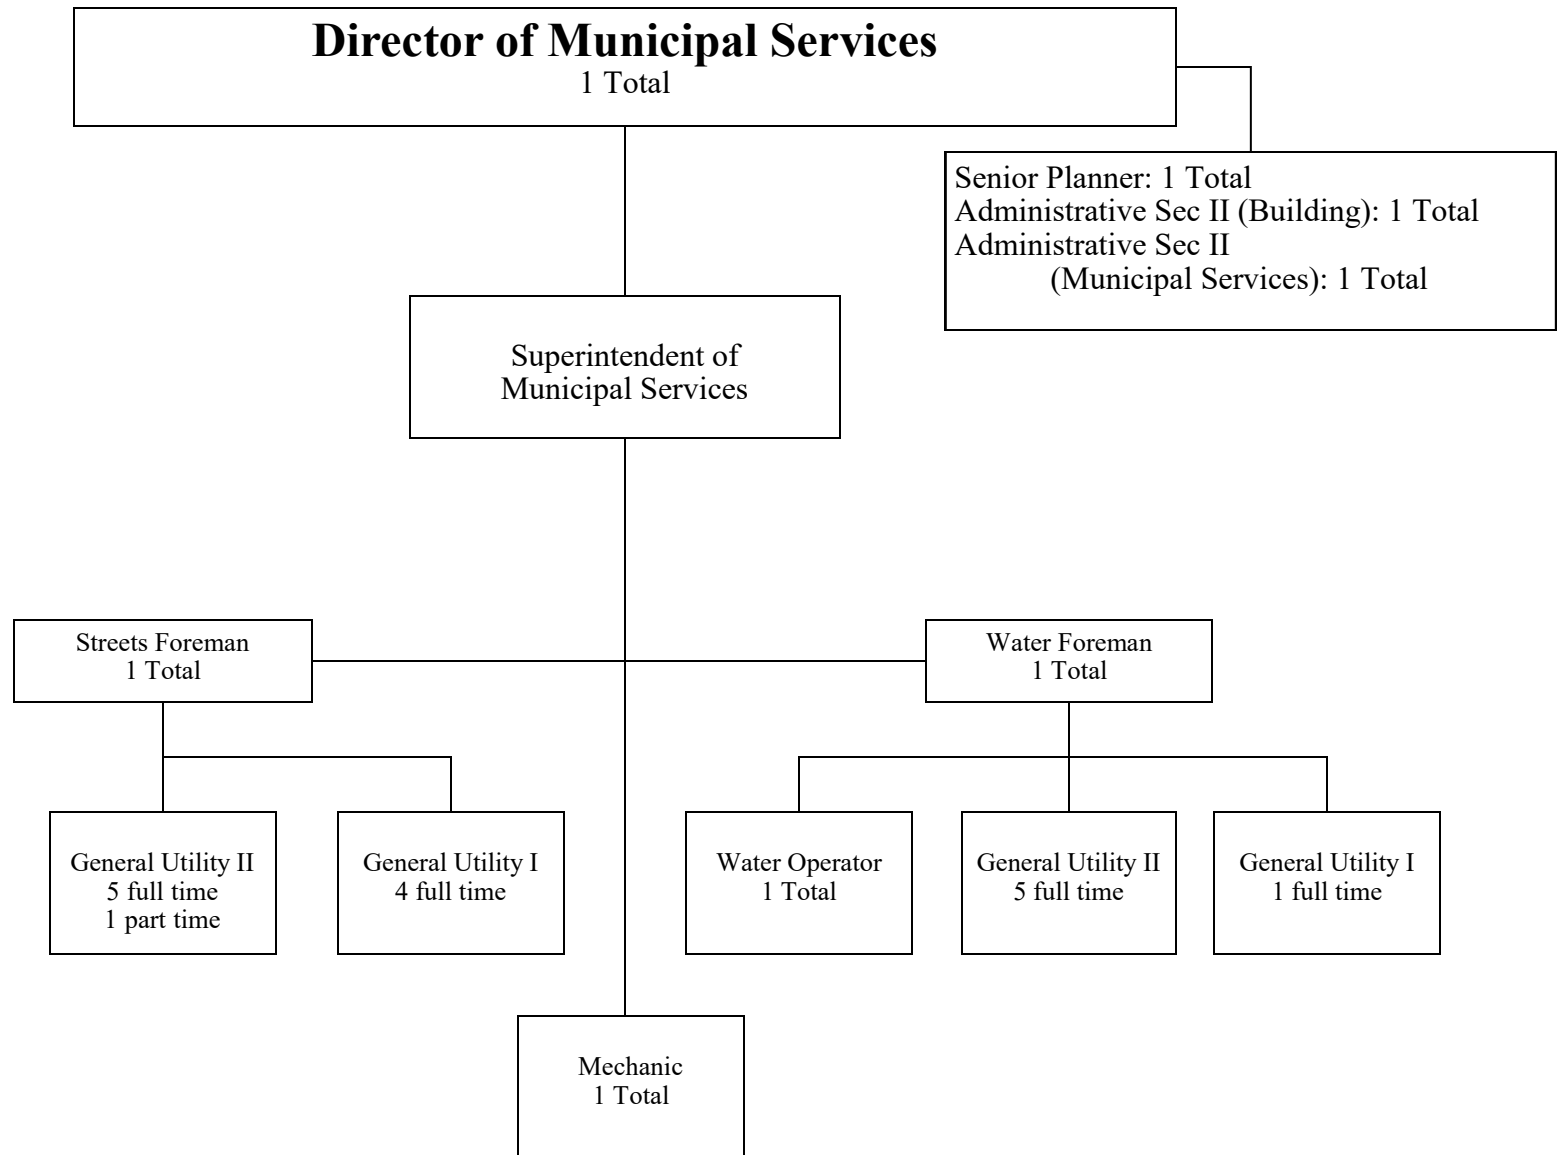 Director of Municipal Services
1 Total
Senior Planner: 1 Total
Administrative Sec II (Building): 1 Total
Administrative Sec II
(Municipal Services): 1 Total
Superintendent of
Municipal Services
Streets Foreman
1 Total
Water Foreman
1 Total
General Utility II
5 full time
1 part time
General Utility I
4 full time
Water Operator
1 Total
General Utility II
5 full time
General Utility I
1 full time
Mechanic
1 Total